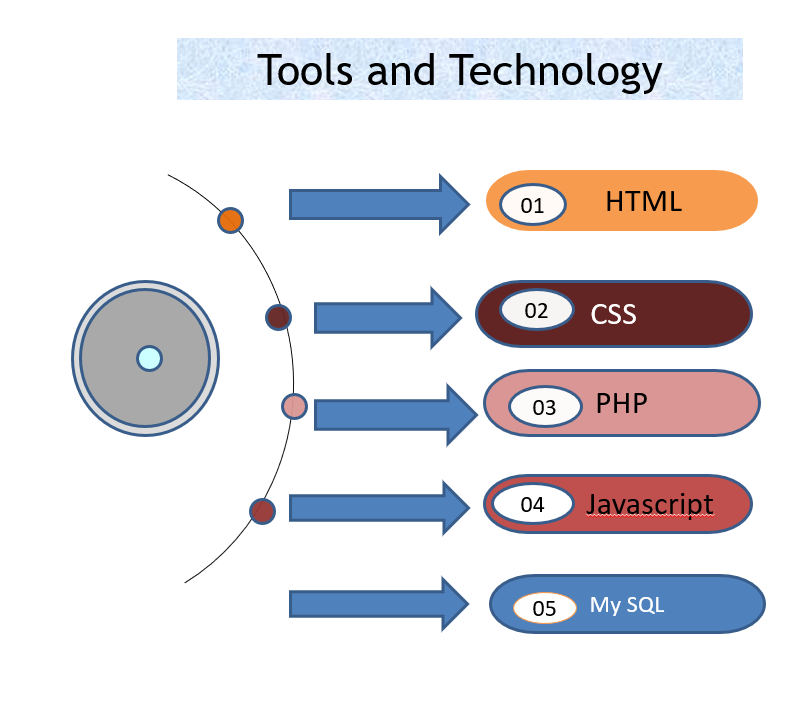 Tools and Technology
01 HTML
02 CSS
03 PHP
04 Javascript
05 My SQL